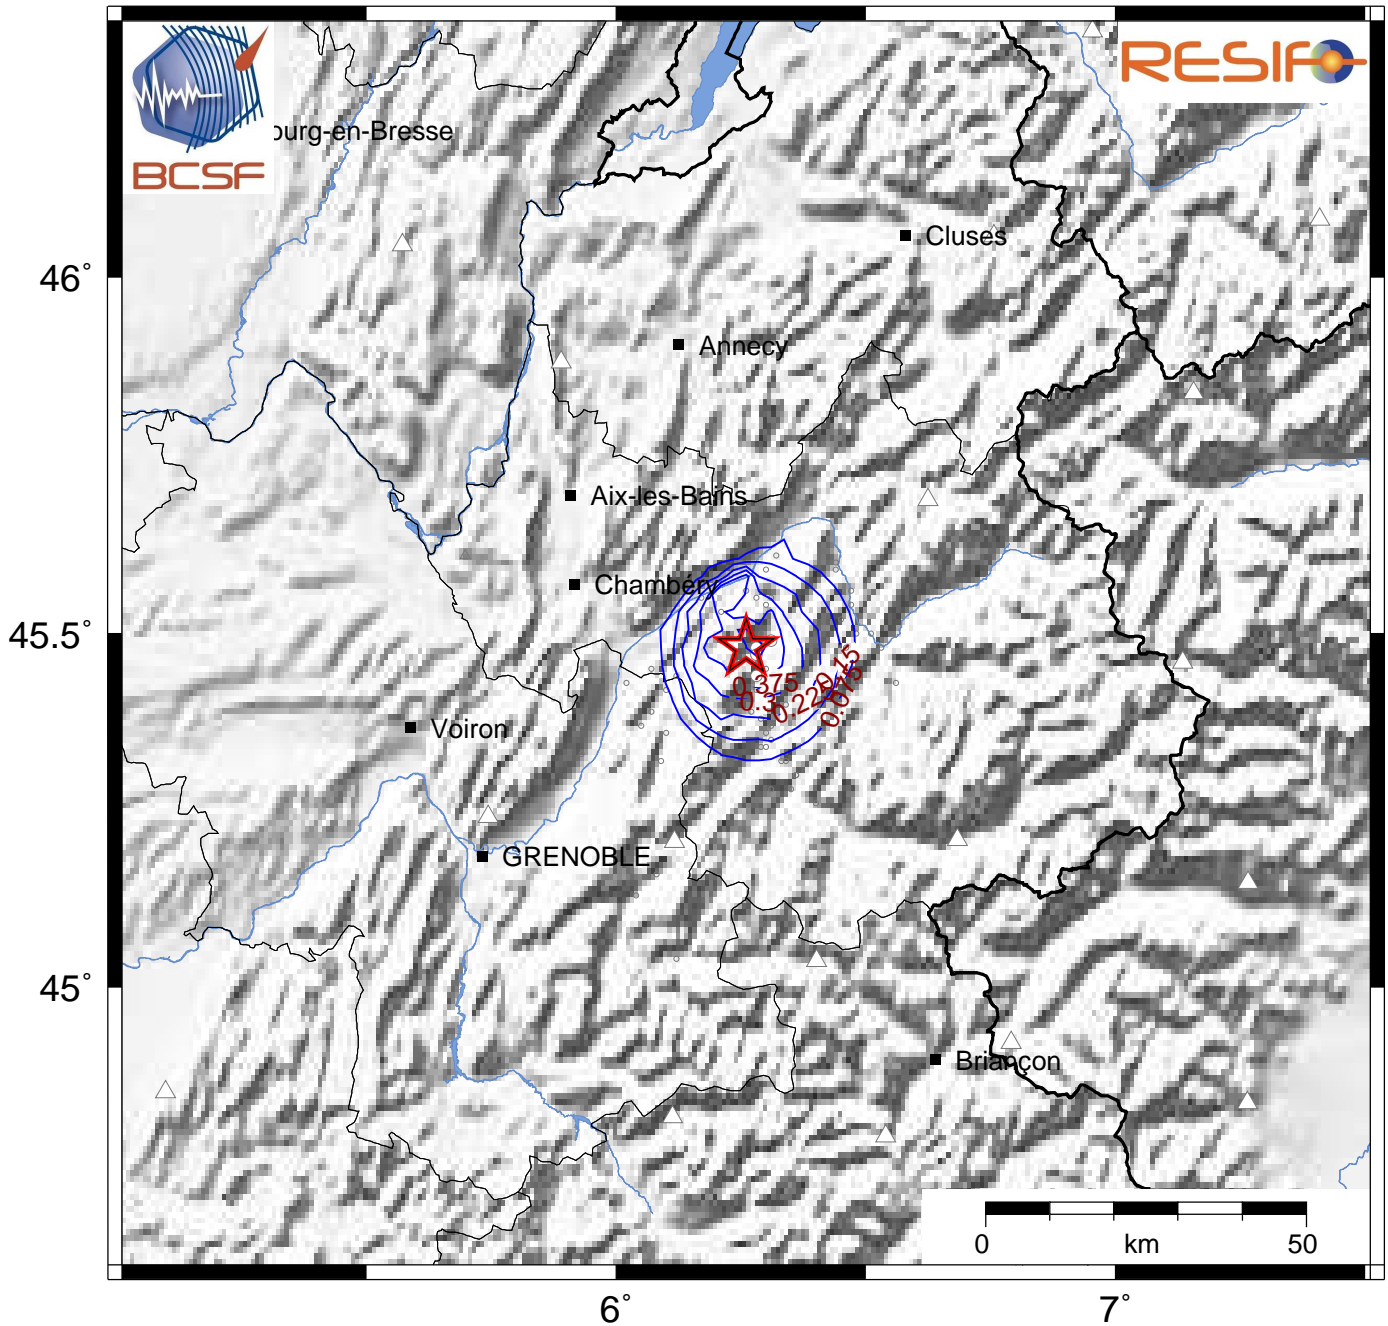 RESIF
ourg-en-Bresse
BCSF
Cluses
46°
Annecy
Aix-les-Bains
Chambéry
45.5°
0.15
0.375
0.075
0.3
0.225
Voiron
GRENOBLE
45°
Briançon
0
km
50
6°
7°